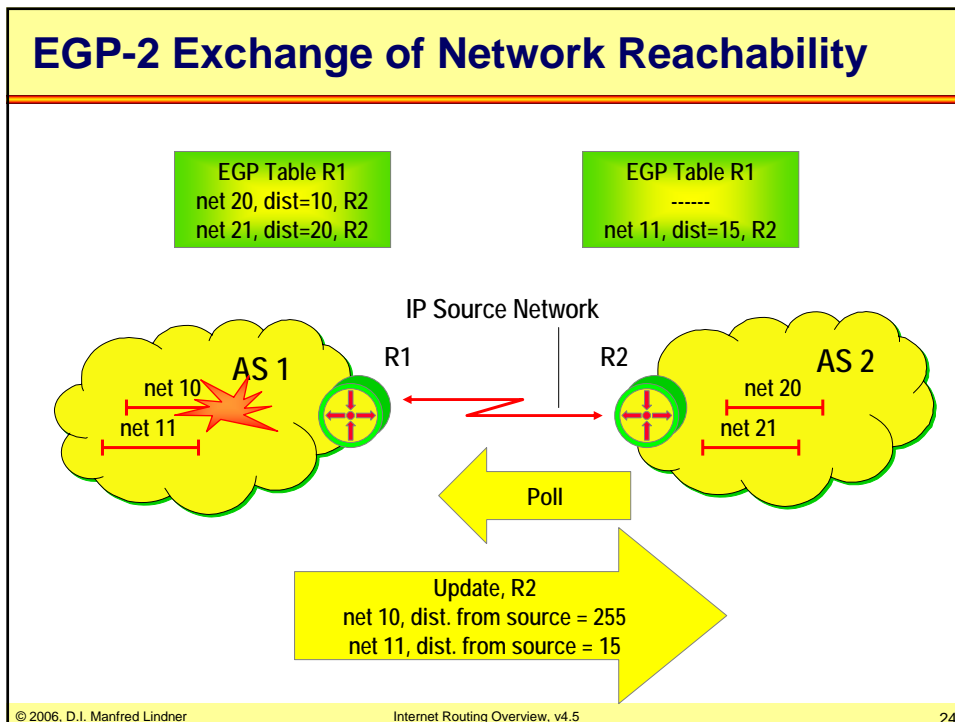 EGP-2 Exchange of Network Reachability
EGP Table R1
net 20, dist=10, R2
net 21, dist=20, R2
EGP Table R1
------
net 11, dist=15, R2
IP Source Network
R1
R2
AS 1
AS 2
net 10
net 11
net 20
net 21
Poll
Update, R2
net 10, dist. from source = 255
net 11, dist. from source = 15
© 2006, D.I. Manfred Lindner
Internet Routing Overview, v4.5
24